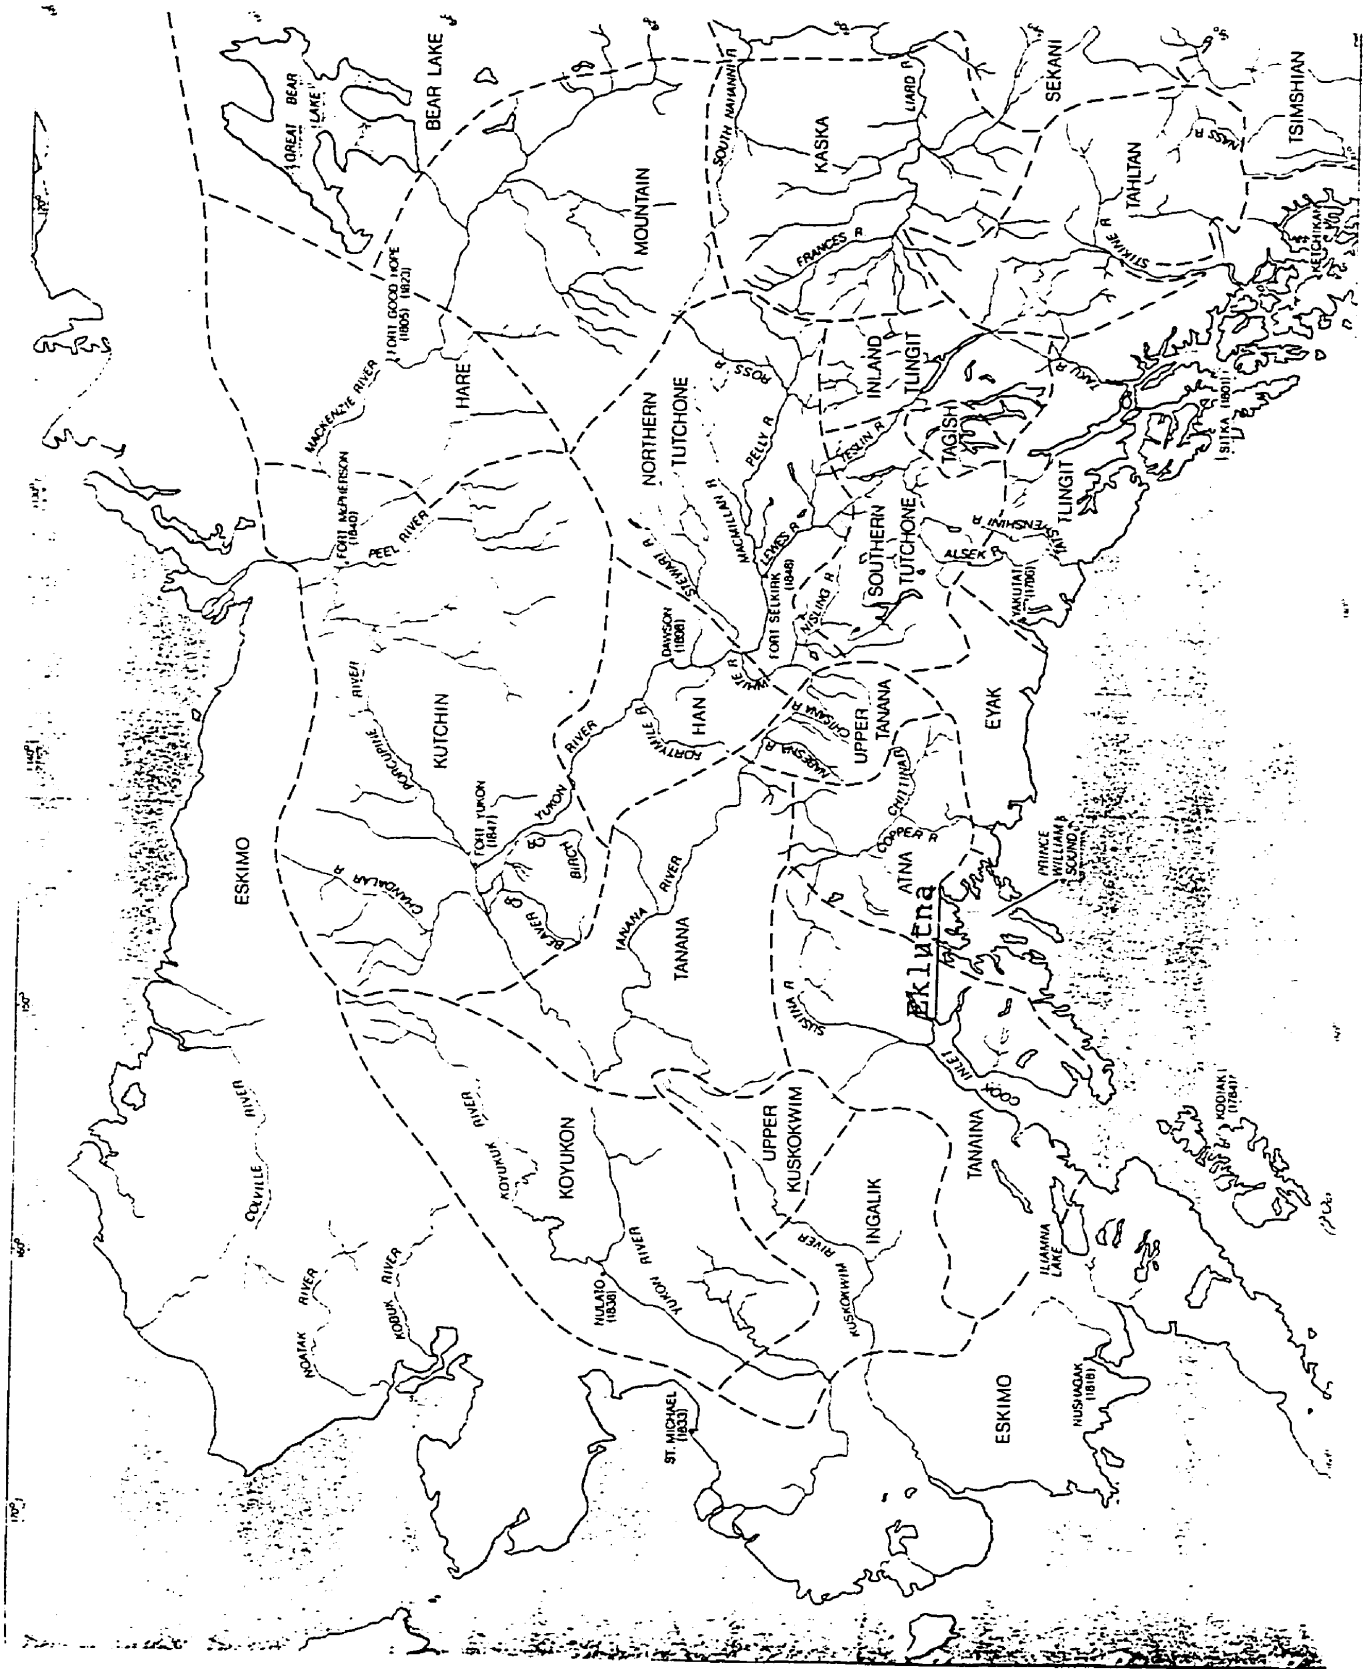 GREAT BEAR
LAKE
BEAR LAKE
FORT GOOD HOPE
(1805) (1823)
MACKENZIE RIVER
HARE
MOUNTAIN
SOUTH NAHANNI R
KASKA
LIARD R
SEKANI
FRANCES R
TAHLTAN
STIKINE R
NASS R
TSIMSHIAN
KETCHIKAN
FORT McPHERSON
(1840)
PEEL RIVER
NORTHERN
TUTCHONE
ROSS R
PELLY R
MACMILLAN R
STEWART R
LEWES R
INLAND
TLINGIT
TESLIN R
TAGISH
TAKU R
SITKA (1801)
TLINGIT
SOUTHERN
TUTCHONE
ALSEK R
YAKUTAT
FORT SELKIRK
(1848)
NISLING R
DAWSON
WHITE R
HAN
FORTYMILE R
UPPER
TANANA
CHISANA R
NABESNA R
EYAK
KUTCHIN
PORCUPINE
RIVER
FORT YUKON
(1847)
YUKON
RIVER
BIRCH
BEAVER
CHANDALAR R
ESKIMO
TANANA
RIVER
TANANA
CHITINA R
COPPER R
ATNA
Eklutna
PRINCE
WILLIAM
SOUND
SUSITNA R
COOK
INLET
TANAINA
KODIAK
(1784)
ILIAMNA
LAKE
UPPER
KUSKOKWIM
INGALIK
KUSKOKWIM
RIVER
KOYUKON
KOYUKUK
RIVER
YUKON RIVER
NULATO
(1838)
COLVILLE
RIVER
NOATAK
RIVER
KOBUK
RIVER
ST. MICHAEL
(1833)
ESKIMO
NUSHAGAK
(1818)
170°
160°
150°
140°